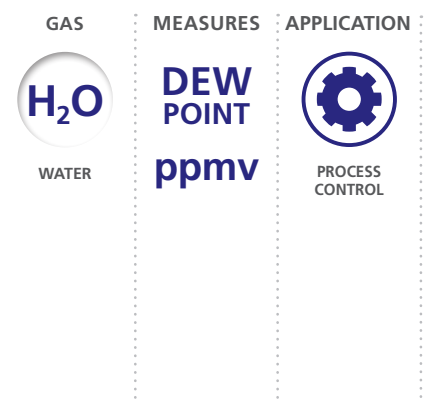 GAS
H₂O
WATER
MEASURES
DEW
POINT
ppmv
APPLICATION
PROCESS
CONTROL